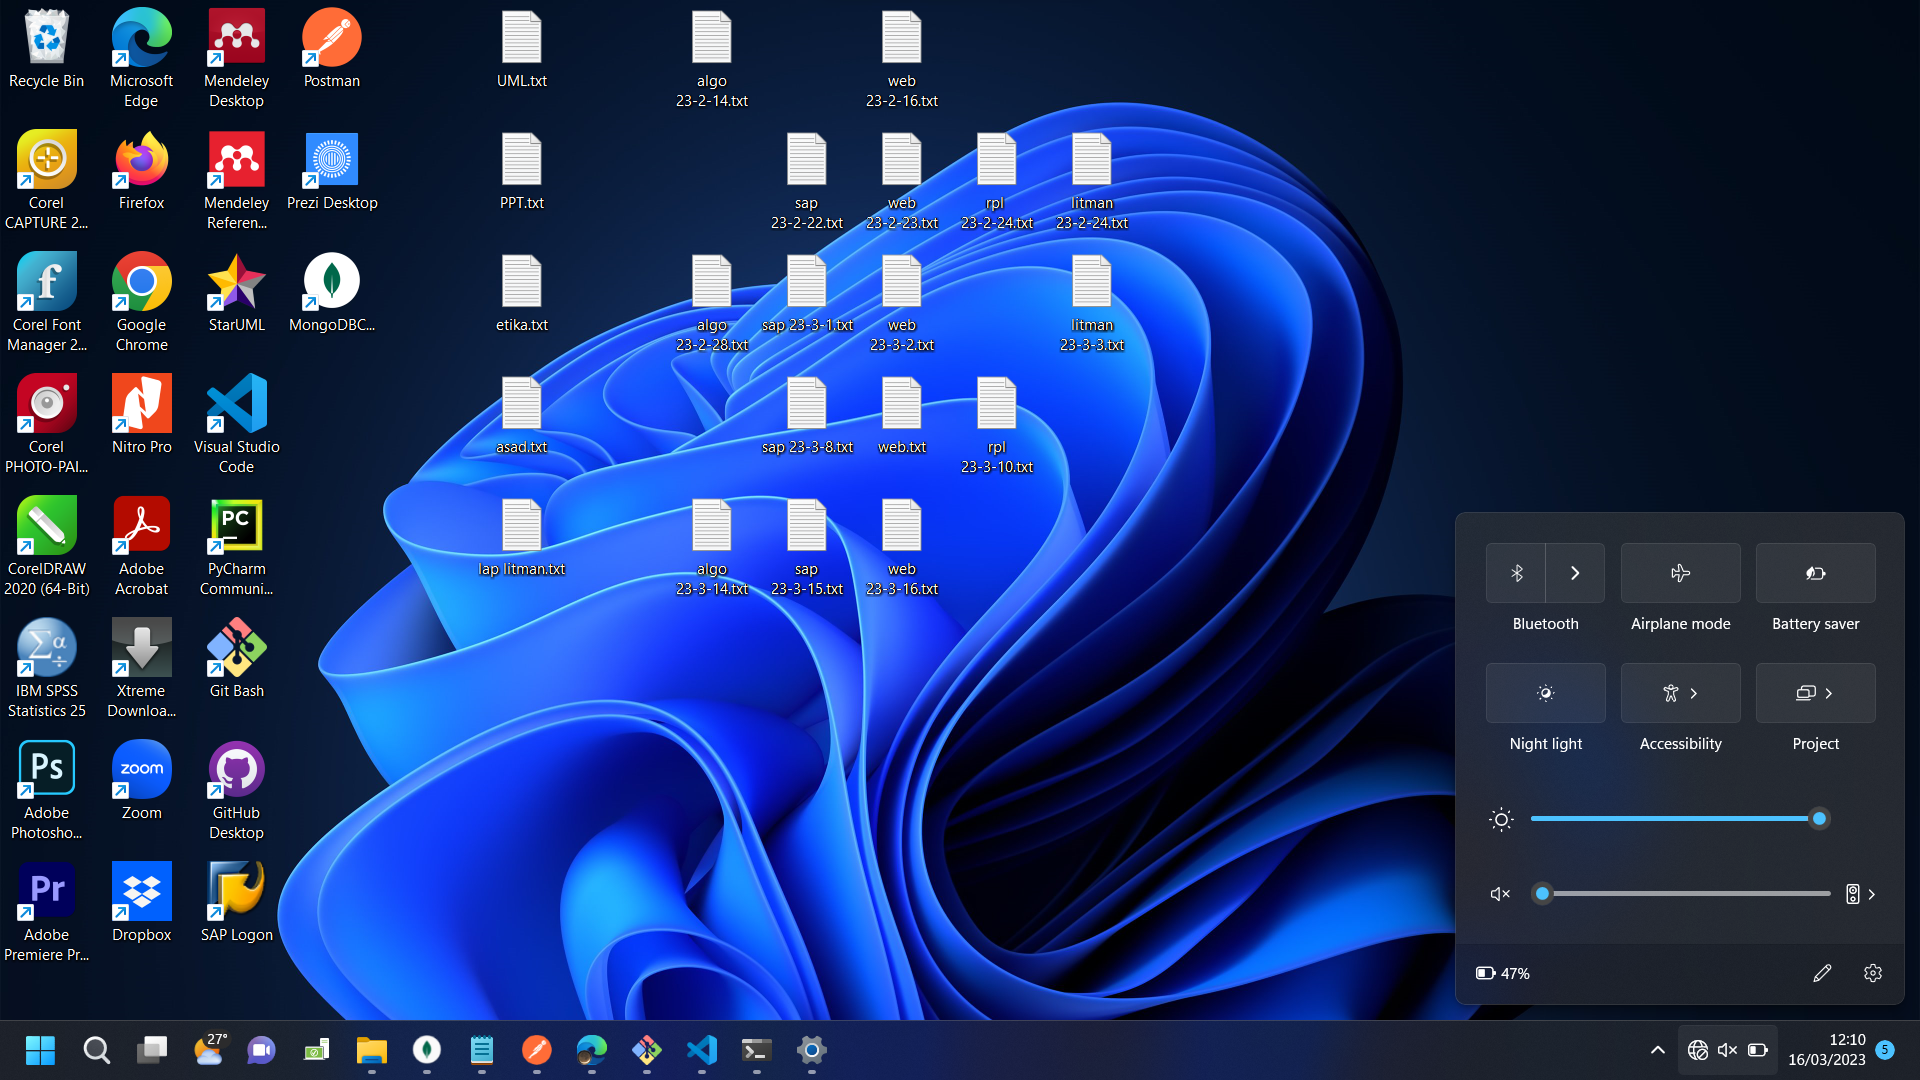 Recycle Bin
Microsoft
Edge
Mendeley
Desktop
Postman
UML.txt
algo
23-2-14.txt
web
23-2-16.txt
Corel
CAPTURE 2...
Firefox
Mendeley
Referen...
Prezi Desktop
PPT.txt
sap
23-2-22.txt
web
23-2-23.txt
rpl
23-2-24.txt
litman
23-2-24.txt
f
Corel Font
Manager 2...
Google
Chrome
StarUML
MongoDBC...
etika.txt
algo
23-2-28.txt
sap 23-3-1.txt
web
23-3-2.txt
litman
23-3-3.txt
Corel
PHOTO-PAI...
Nitro Pro
Visual Studio
Code
asad.txt
sap 23-3-8.txt
web.txt
rpl
23-3-10.txt
CorelDRAW
2020 (64-Bit)
Adobe
Acrobat
PC
PyCharm
Communi...
lap litman.txt
algo
23-3-14.txt
sap
23-3-15.txt
web
23-3-16.txt
Σα
÷
IBM SPSS
Statistics 25
Xtreme
Downloa...
Git Bash
Ps
Adobe
Photosho...
zoom
Zoom
GitHub
Desktop
Pr
Adobe
Premiere Pr...
Dropbox
SAP Logon
Bluetooth
Airplane mode
Battery saver
Night light
Accessibility
Project
47%
27°
12:10
16/03/2023
5